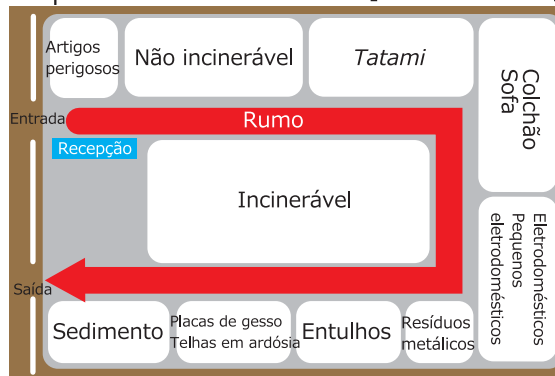 Artigos
perigosos
Não incinerável
Tatami
Colchão
Sofa
Entrada
Rumo
Recepção
Incinerável
Eletrodomésticos
Pequenos
eletrodomésticos
Saída
Sedimento
Placas de gesso
Telhas em ardósia
Entulhos
Resíduos
metálicos